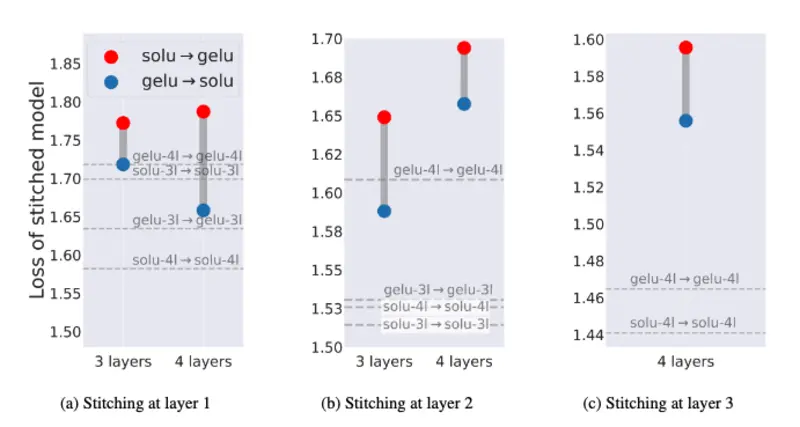 Loss of stitched model
1.85
1.80
1.75
1.70
1.65
1.60
1.55
1.50
solu→gelu
gelu→solu
gelu-4l→gelu-4l
solu-3l→solu-3l
gelu-3l→gelu-3l
solu-4l→solu-4l
3 layers 4 layers
(a) Stitching at layer 1
1.70
1.68
1.65
1.62
1.60
1.58
1.55
1.53
1.50
gelu-4l→gelu-4l
gelu-3l→gelu-3l
solu-4l→solu-4l
solu-3l→solu-3l
3 layers 4 layers
(b) Stitching at layer 2
1.60
1.58
1.56
1.54
1.52
1.50
1.48
1.46
1.44
gelu-4l→gelu-4l
solu-4l→solu-4l
4 layers
(c) Stitching at layer 3